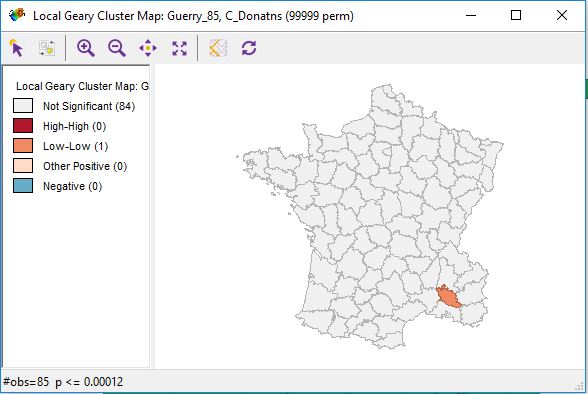 Local Geary Cluster Map: Guerry_85, C_Donatns (99999 perm)
Local Geary Cluster Map: G
Not Significant (84)
High-High (0)
Low-Low (1)
Other Positive (0)
Negative (0)
#obs=85 p <= 0.00012